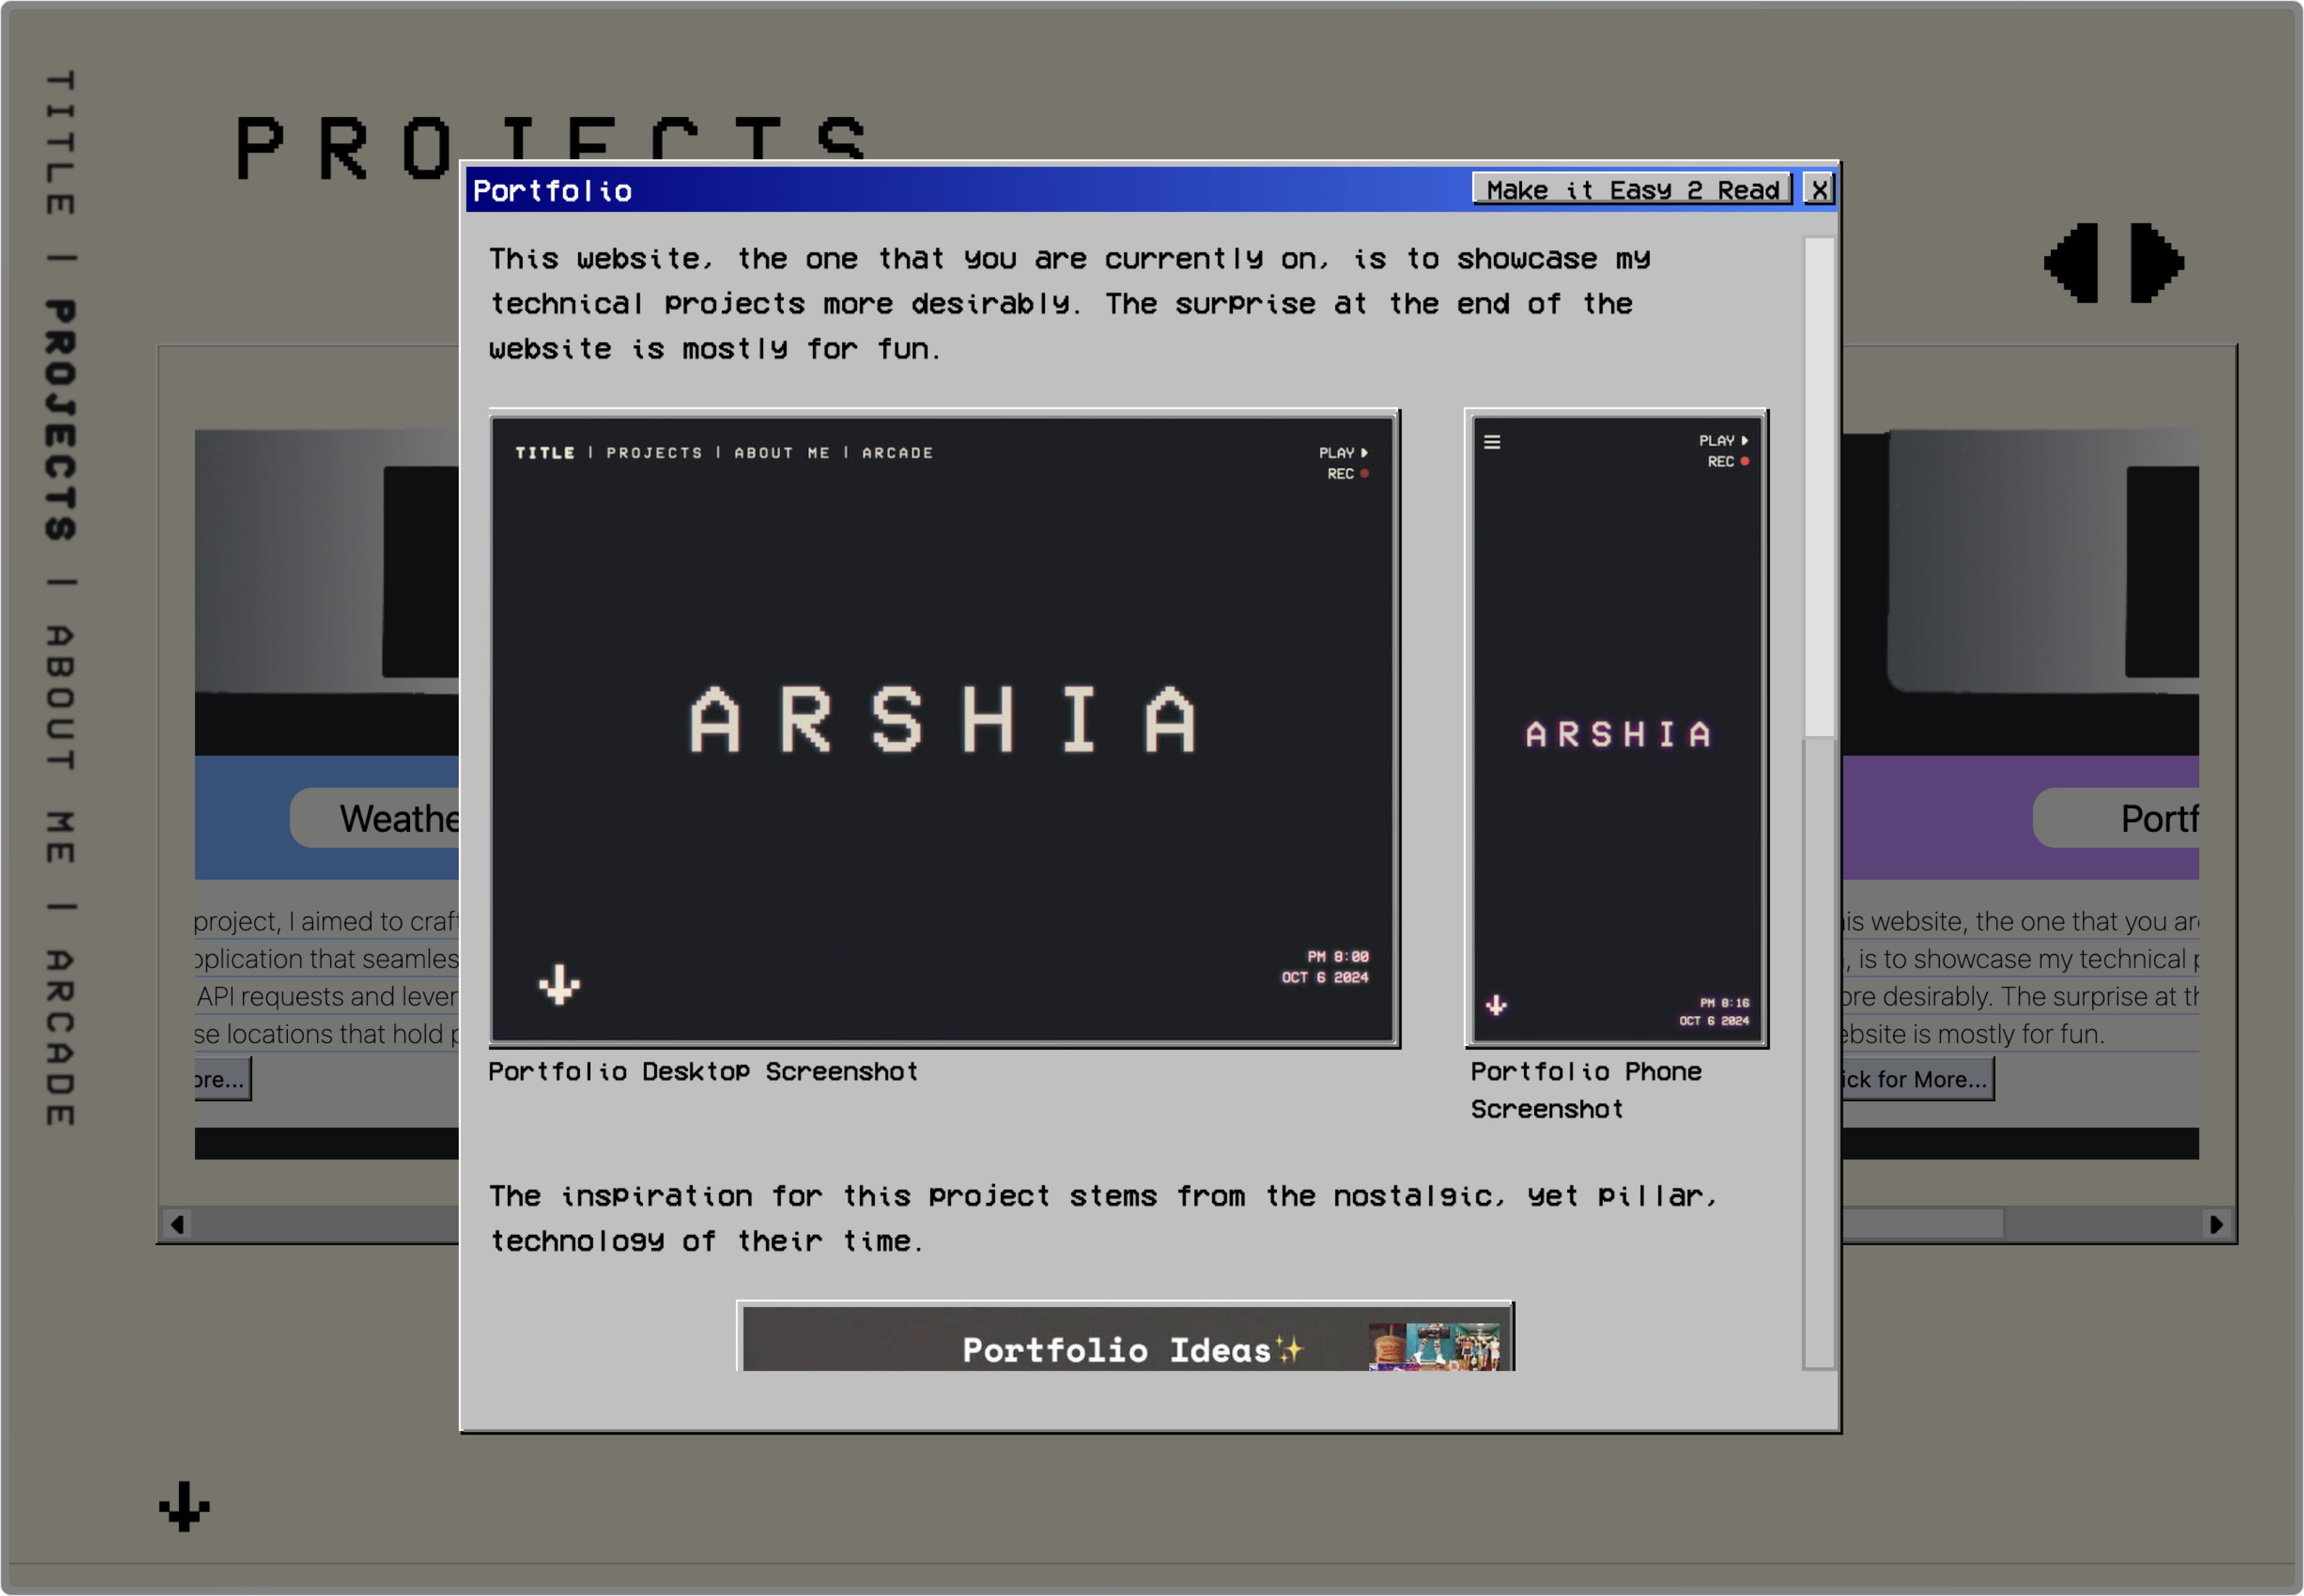 TITLE | PROJECTS | ABOUT ME | ARCADE
PROJECTS
Portfolio
Make it Easy 2 Read
X
This website, the one that you are currently on, is to showcase my
technical projects more desirably. The surprise at the end of the
website is mostly for fun.
TITLE | PROJECTS | ABOUT ME | ARCADE
PLAY
REC
ARSHIA
PM 8:00
OCT 6 2024
PLAY
REC
ARSHIA
PM 8:16
OCT 6 2024
Portfolio Desktop Screenshot
Portfolio Phone
Screenshot
The inspiration for this project stems from the nostalgic, yet pillar,
technology of their time.
Portfolio Ideas✨
Weathe
project, I aimed to craf
pplication that seamles
API requests and lever
se locations that hold p
ore...
Portf
is website, the one that you are
, is to showcase my technical p
ore desirably. The surprise at th
ebsite is mostly for fun.
ick for More...